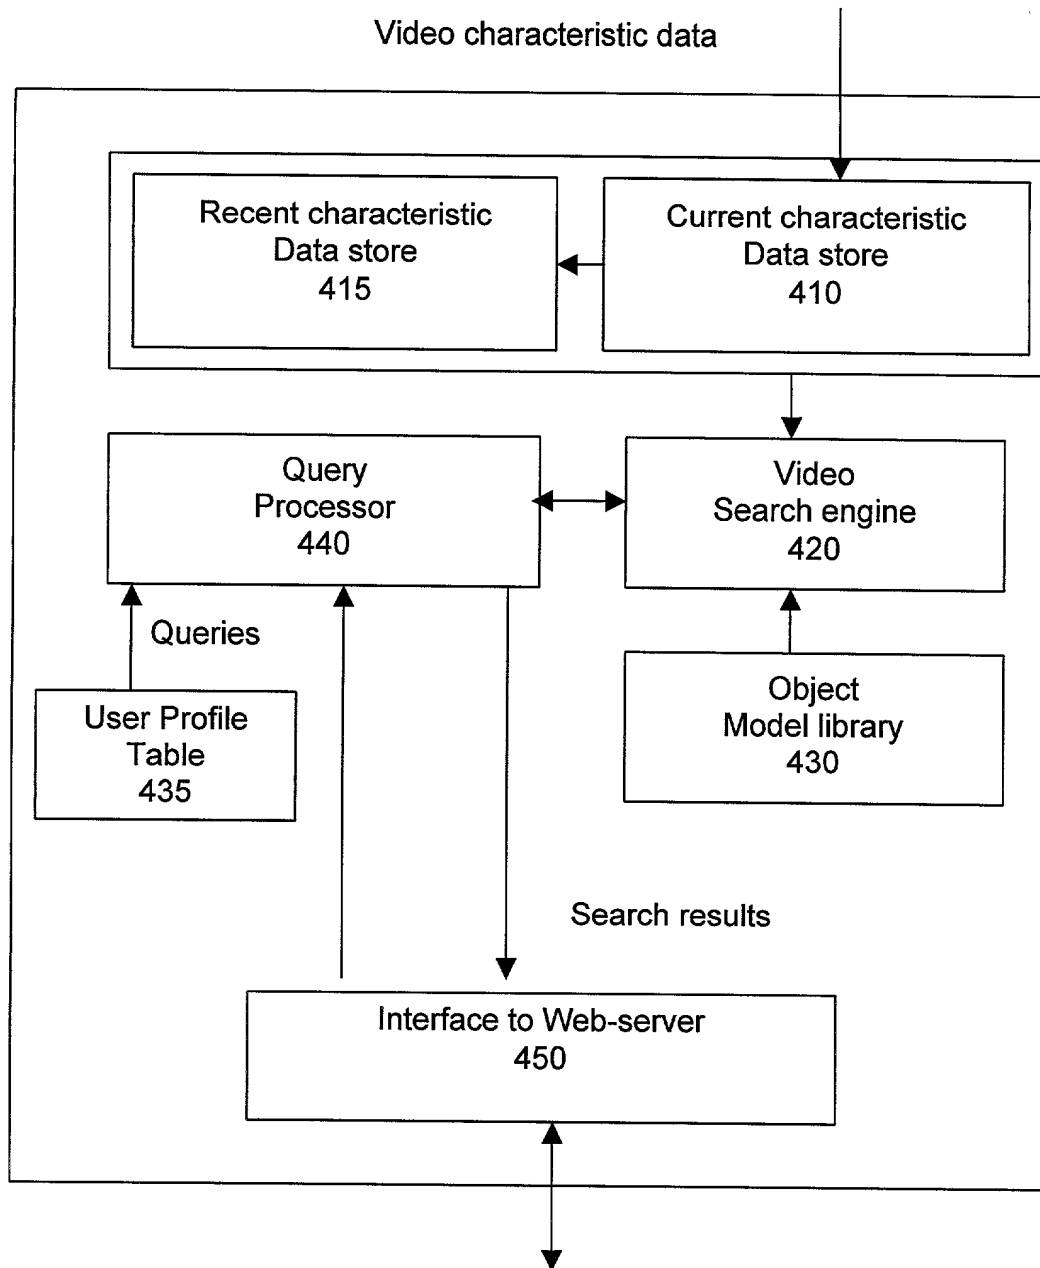 Video characteristic data
Recent characteristic
Data store
415
Current characteristic
Data store
410
Query
Processor
440
Video
Search engine
420
Queries
User Profile
Table
435
Object
Model library
430
Search results
Interface to Web-server
450